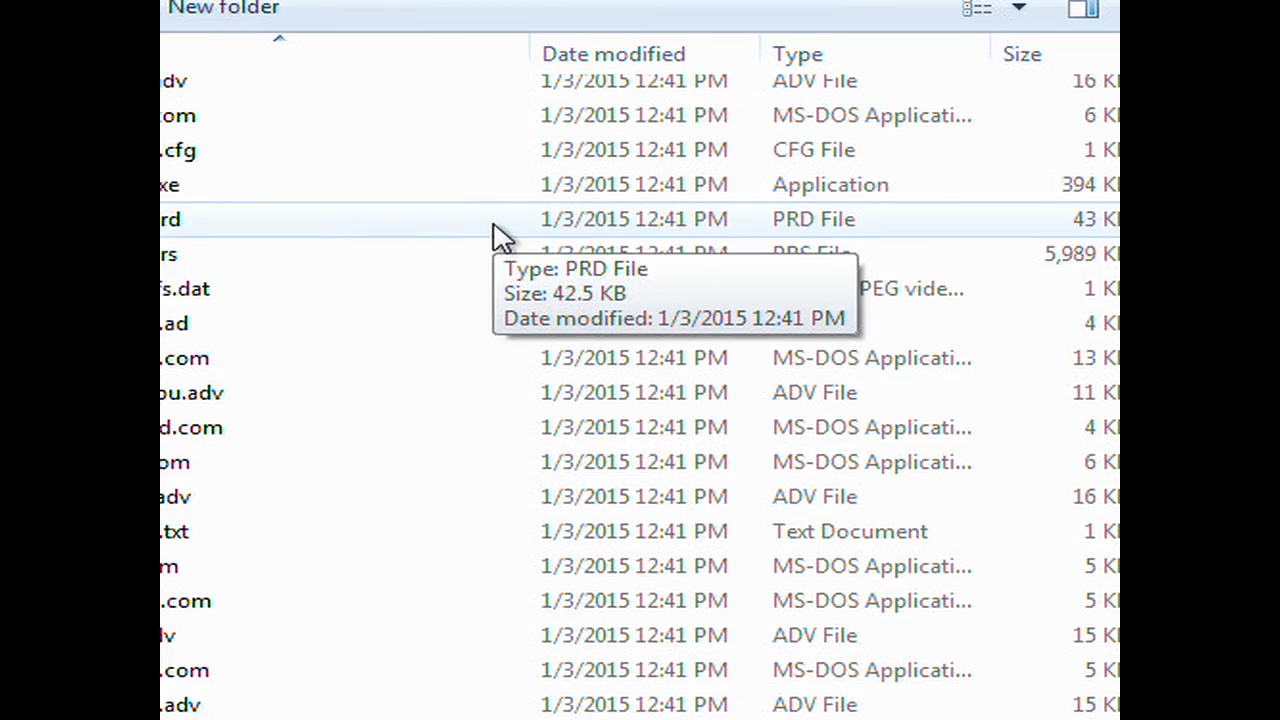 New folder
Date modified Type Size
adv 1/3/2015 12:41 PM ADV File 16 K
om 1/3/2015 12:41 PM MS-DOS Applicati... 6 K
.cfg 1/3/2015 12:41 PM CFG File 1 K
xe 1/3/2015 12:41 PM Application 394 K
rd 1/3/2015 12:41 PM PRD File 43 K
rs 1/3/2015 12:41 PM PRS File 5,989 K
Type: PRD File
Size: 42.5 KB
Date modified: 1/3/2015 12:41 PM
fs.dat PEG vide... 1 K
.ad 4 K
.com 1/3/2015 12:41 PM MS-DOS Applicati... 13 K
ou.adv 1/3/2015 12:41 PM ADV File 11 K
d.com 1/3/2015 12:41 PM MS-DOS Applicati... 4 K
om 1/3/2015 12:41 PM MS-DOS Applicati... 6 K
adv 1/3/2015 12:41 PM ADV File 16 K
.txt 1/3/2015 12:41 PM Text Document 1 K
m 1/3/2015 12:41 PM MS-DOS Applicati... 5 K
.com 1/3/2015 12:41 PM MS-DOS Applicati... 5 K
lv 1/3/2015 12:41 PM ADV File 15 K
.com 1/3/2015 12:41 PM MS-DOS Applicati... 5 K
.adv 1/3/2015 12:41 PM ADV File 15 K